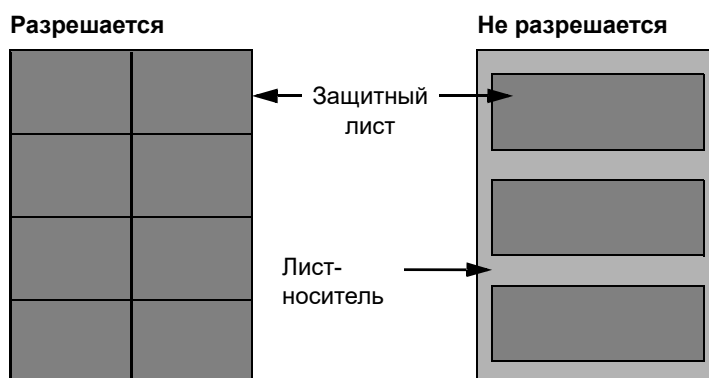 Разрешается
Не разрешается
Защитный
лист
Лист-
носитель